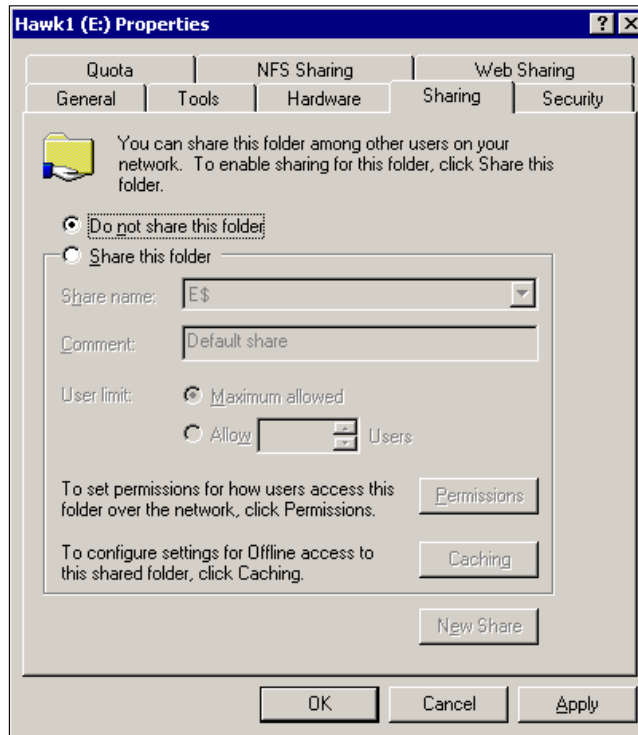 Hawk1 (E:) Properties
Quota NFS Sharing Web Sharing
General Tools Hardware Sharing Security
You can share this folder among other users on your
network. To enable sharing for this folder, click Share this
folder.
Do not share this folder
Share this folder
Share name: E$
Comment: Default share
User limit: Maximum allowed
Allow Users
To set permissions for how users access this
folder over the network, click Permissions.
Permissions
To configure settings for Offline access to
this shared folder, click Caching.
Caching
New Share
OK Cancel Apply